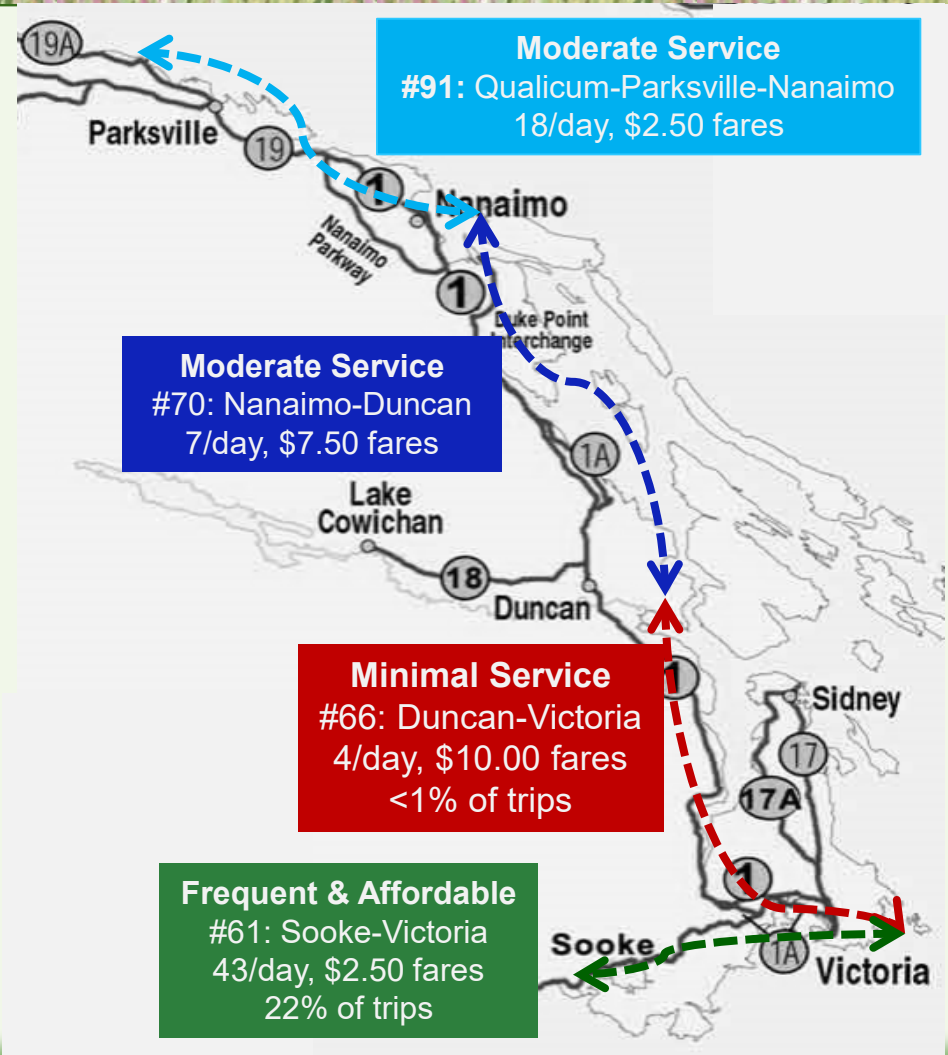 19A
Moderate Service
#91: Qualicum-Parksville-Nanaimo
18/day, $2.50 fares
Parksville
19
1
Nanaimo
Nanaimo
Parkway
1
Duke Point
Interchange
Moderate Service
#70: Nanaimo-Duncan
7/day, $7.50 fares
1A
Lake
Cowichan
18
Duncan
Minimal Service
#66: Duncan-Victoria
4/day, $10.00 fares
<1% of trips
1
Sidney
17
17A
1
Frequent & Affordable
#61: Sooke-Victoria
43/day, $2.50 fares
22% of trips
Sooke
1A
Victoria